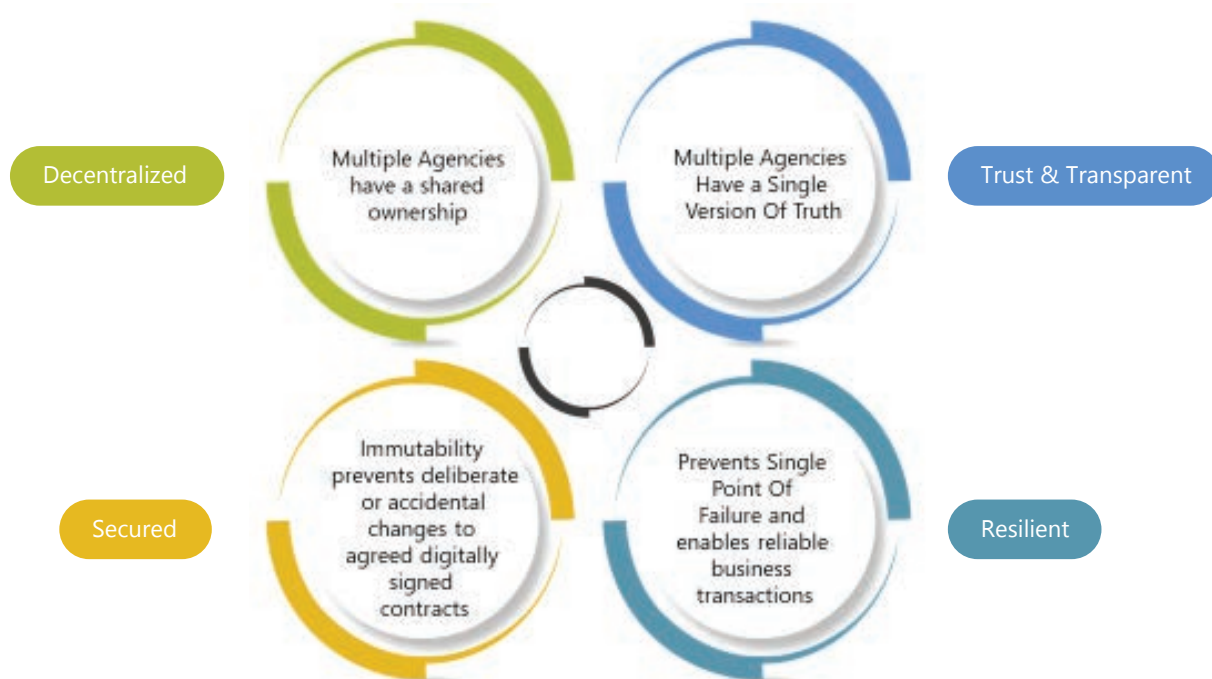 Decentralized
Multiple Agencies
have a shared
ownership
Multiple Agencies
Have a Single
Version Of Truth
Trust & Transparent
Secured
Immutability
prevents deliberate
or accidental
changes to
agreed digitally
signed
contracts
Prevents Single
Point Of
Failure and
enables reliable
business
transactions
Resilient